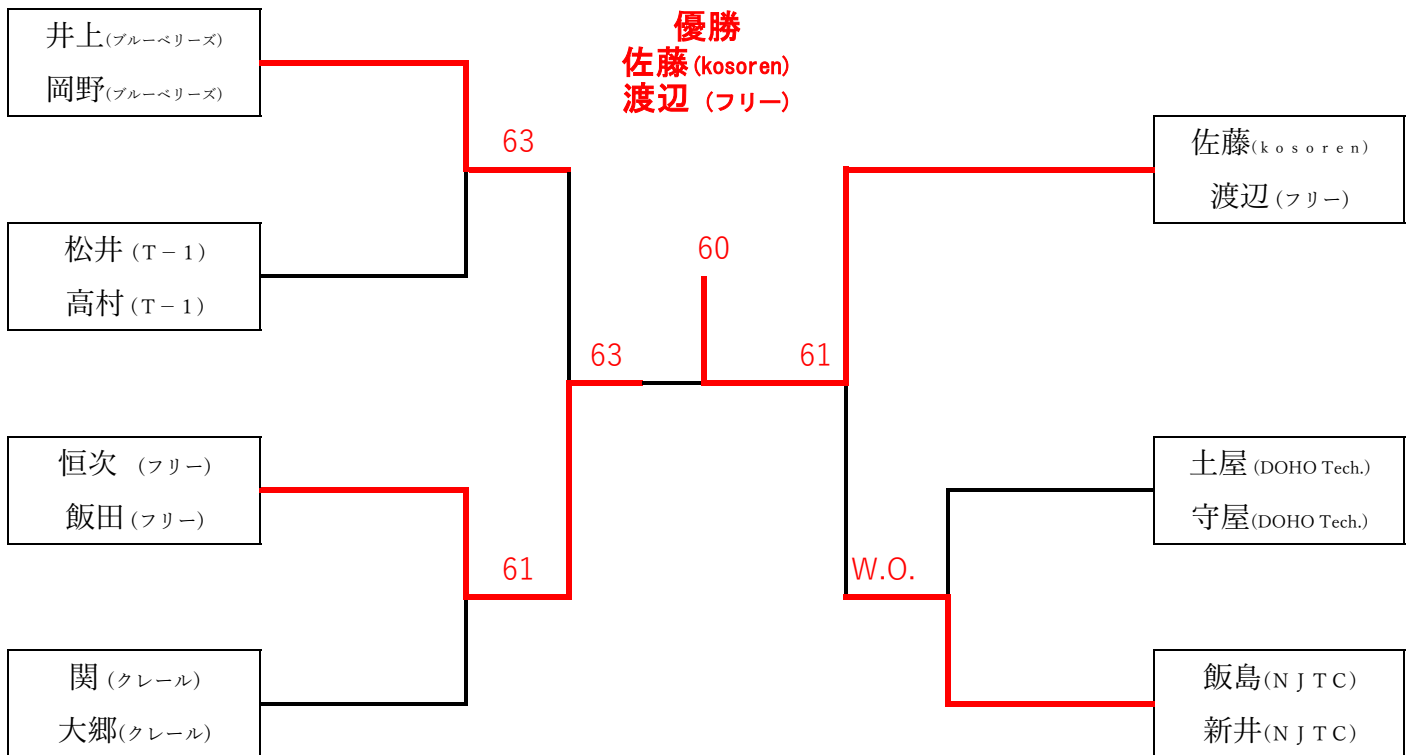 優勝
佐藤(kosoren)
渡辺 (フリー)
井上(ブルーベリーズ)
岡野(ブルーベリーズ)
63
松井 (T－1)
高村 (T－1)
63
恒次 (フリー)
飯田 (フリー)
61
関 (クレール)
大郷(クレール)
60
61
佐藤(kosoren)
渡辺 (フリー)
土屋 (DOHO Tech.)
守屋(DOHO Tech.)
W.O.
飯島(NJTC)
新井(NJTC)